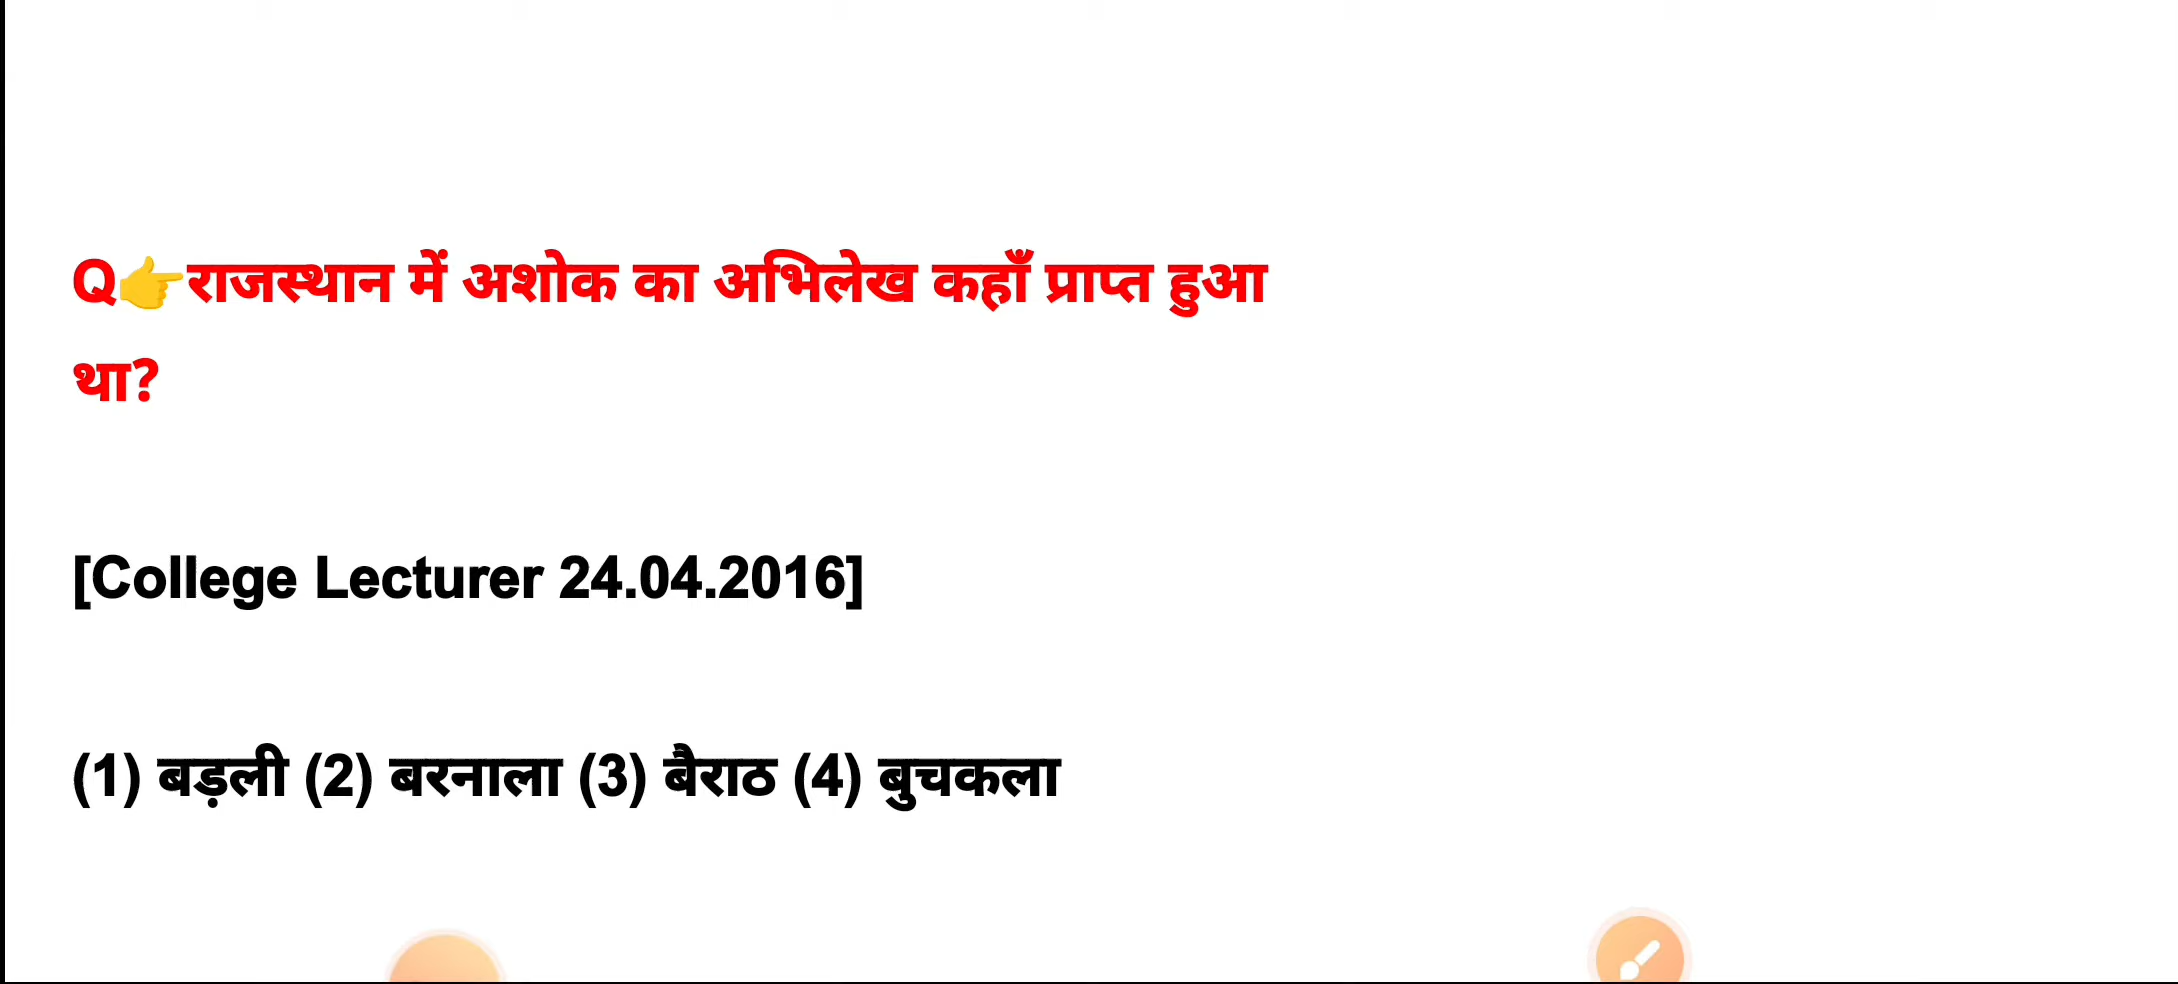 Q👉राजस्थान में अशोक का अभिलेख कहाँ प्राप्त हुआ
था?
[College Lecturer 24.04.2016]
(1) बड़ली (2) बरनाला (3) बैराठ (4) बुचकला